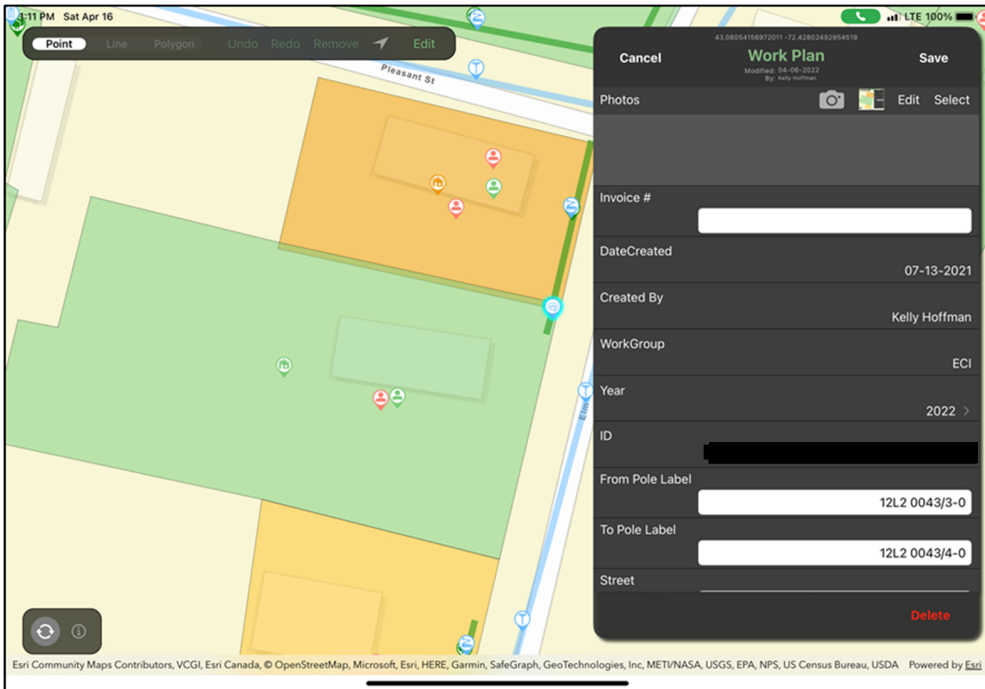 :11 PM Sat Apr 16
LTE 100%
Point Line Polygon Undo Redo Remove Edit
Pleasant St
Elm
43.08054156972011 -72.42802492954519
Cancel Work Plan Save
Modified: 04-06-2022
By: Kelly Hoffman
Photos Edit Select
Invoice #
DateCreated
07-13-2021
Created By
Kelly Hoffman
WorkGroup
ECI
Year
2022
ID
From Pole Label
12L2 0043/3-0
To Pole Label
12L2 0043/4-0
Street
Delete
Esri Community Maps Contributors, VCGI, Esri Canada, © OpenStreetMap, Microsoft, Esri, HERE, Garmin, SafeGraph, GeoTechnologies, Inc, METI/NASA, USGS, EPA, NPS, US Census Bureau, USDA Powered by Esri